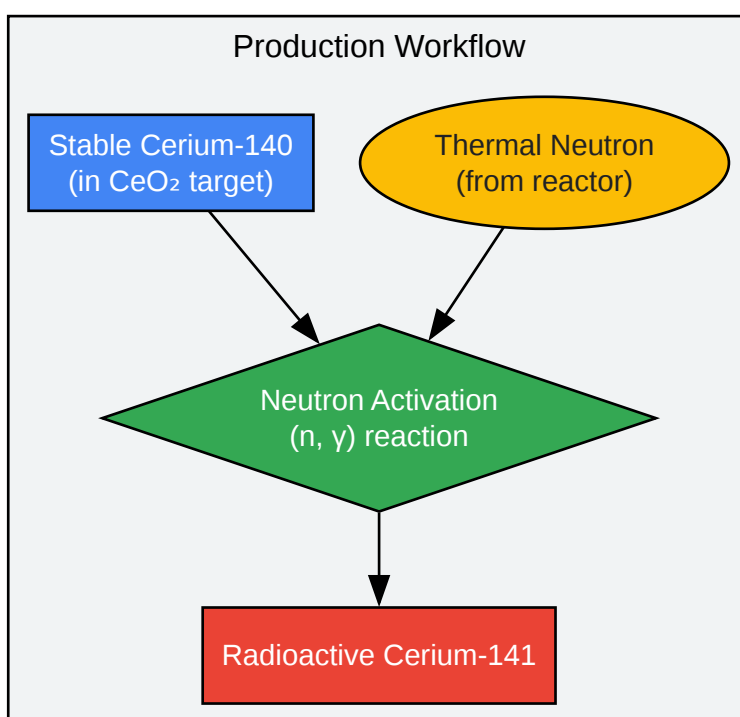 Production Workflow
Stable Cerium-140
(in CeO₂ target)
Thermal Neutron
(from reactor)
Neutron Activation
(n, γ) reaction
Radioactive Cerium-141